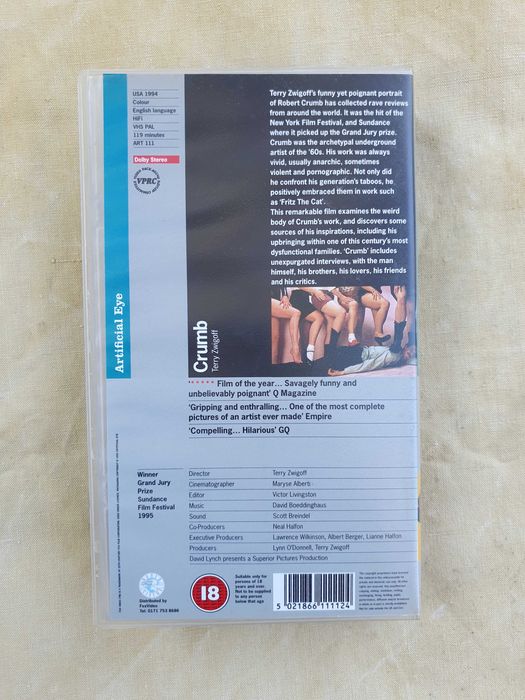 USA 1994
Colour
English language
HiFi
VHS PAL
119 minutes
ART 111
Dolby Stereo
VPRC
Artificial Eye
Terry Zwigoff's funny yet poignant portrait
of Robert Crumb has collected rave reviews
from around the world. It was the hit of the
New York Film Festival, and Sundance
where it picked up the Grand Jury prize.
Crumb was the archetypal underground
artist of the '60s. His work was always
vivid, usually anarchic, sometimes
violent and pornographic. Not only did
he confront his generation's taboos, he
positively embraced them in work such
as 'Fritz The Cat'.
This remarkable film examines the weird
body of Crumb's work, and discovers some
sources of his inspirations, including his
upbringing within one of this century's most
dysfunctional families. 'Crumb' includes
unexpurgated interviews, with the man
himself, his brothers, his lovers, his friends
and his critics.
Crumb
Terry Zwigoff
'***** Film of the year... Savagely funny and
unbelievably poignant' Q Magazine
'Gripping and enthralling... One of the most complete
pictures of an artist ever made' Empire
'Compelling... Hilarious' GQ
Winner
Grand Jury
Prize
Sundance
Film Festival
1995
Director Terry Zwigoff
Cinematographer Maryse Alberti
Editor Victor Livingston
Music David Boeddinghaus
Sound Scott Breindel
Co-Producers Neal Halfon
Executive Producers Lawrence Wilkinson, Albert Berger, Lianne Halfon
Producers Lynn O'Donnell, Terry Zwigoff
David Lynch presents a Superior Pictures Production
Distributed by
FoxVideo
Tel: 0171 753 8686
18
Suitable only for
persons of 18
years and over.
Not to be supplied
to any person
below that age
5 021866 111124